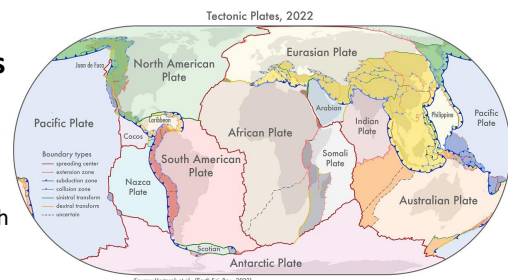 Tectonic Plates, 2022
s
Juan de Fuca
North American
Plate
Eurasian Plate
Pacific Plate
Caribbean
Cocos
Arabian
Indian
Plate
Philippine
Pacific
Plate
African Plate
South American
Plate
Somali
Plate
Nazca
Plate
Australian Plate
Boundary types
spreading center
extension zone
subduction zone
collision zone
sinistral transform
dextral transform
uncertain
h
Scotian
Antarctic Plate